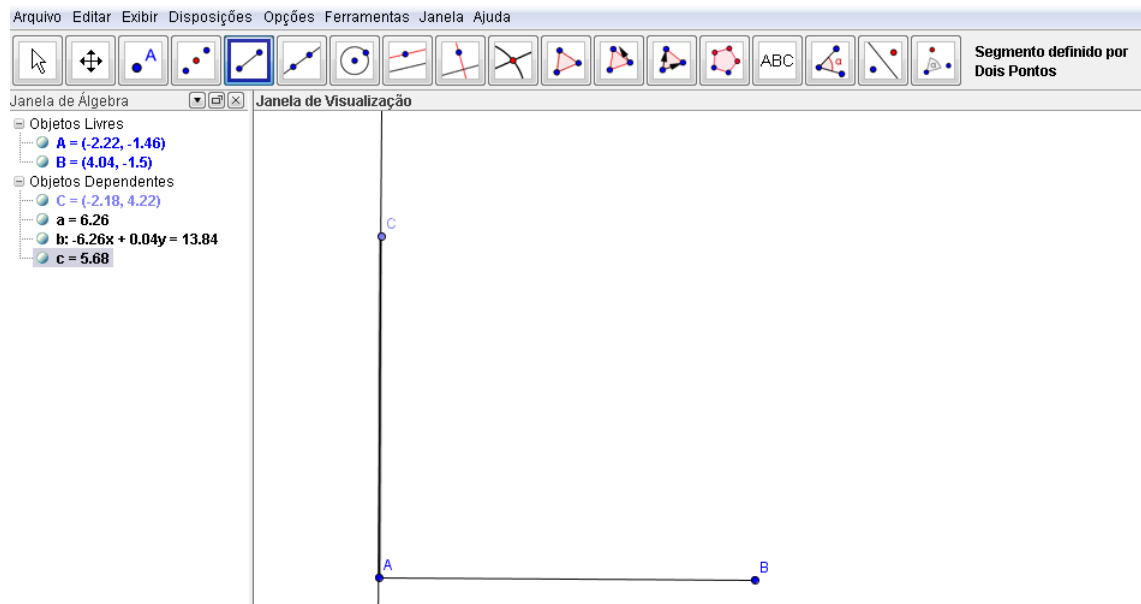 Arquivo Editar Exibir Disposições Opções Ferramentas Janela Ajuda
A
ABC
α
α
Segmento definido por
Dois Pontos
Janela de Álgebra
Janela de Visualização
Objetos Livres
A = (-2.22, -1.46)
B = (4.04, -1.5)
Objetos Dependentes
C = (-2.18, 4.22)
a = 6.26
b: -6.26x + 0.04y = 13.84
c = 5.68
C
A
B